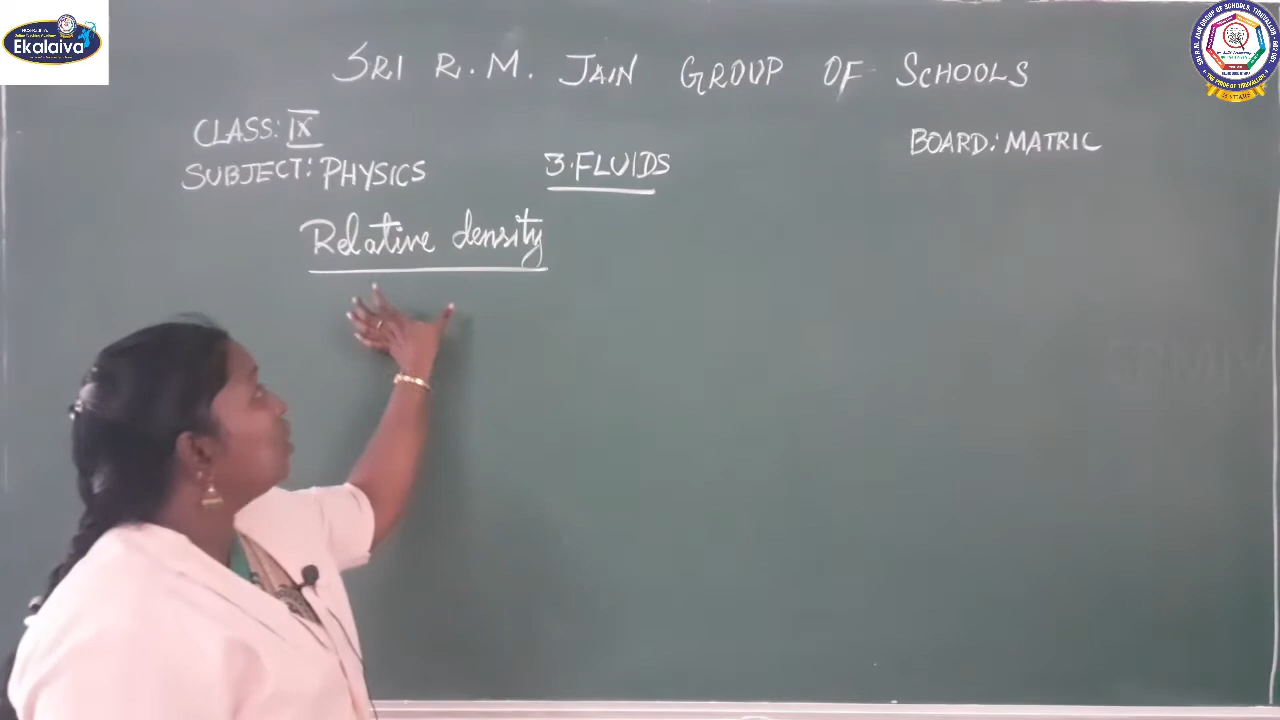 Ekalaiva
SRI R.M. JAIN GROUP OF SCHOOLS
CLASS: IX
BOARD: MATRIC
SUBJECT: PHYSICS
3. FLUIDS
Relative density